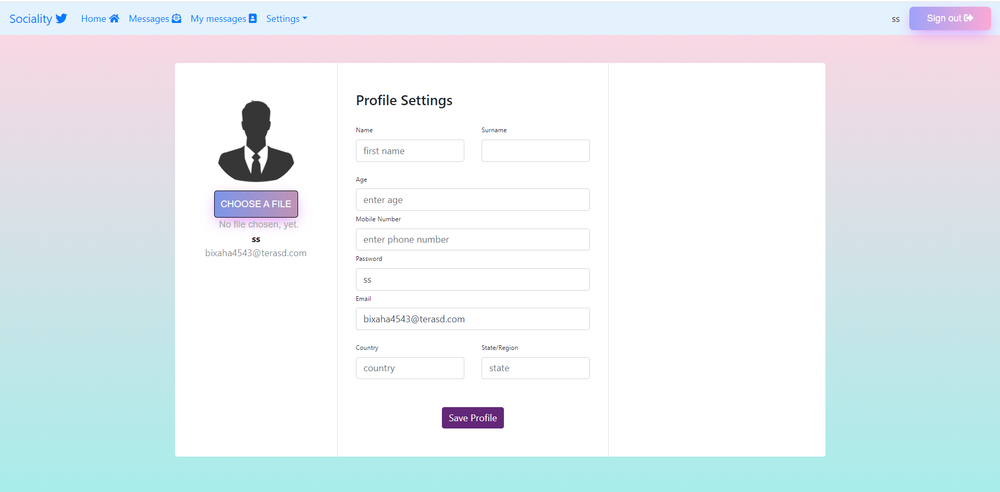 Sociality Home Messages My messages Settings ss Sign out
CHOOSE A FILE
No file chosen, yet.
ss
bixaha4543@terasd.com
Profile Settings
Name Surname
first name
Age
enter age
Mobile Number
enter phone number
Password
ss
Email
bixaha4543@terasd.com
Country State/Region
country state
Save Profile